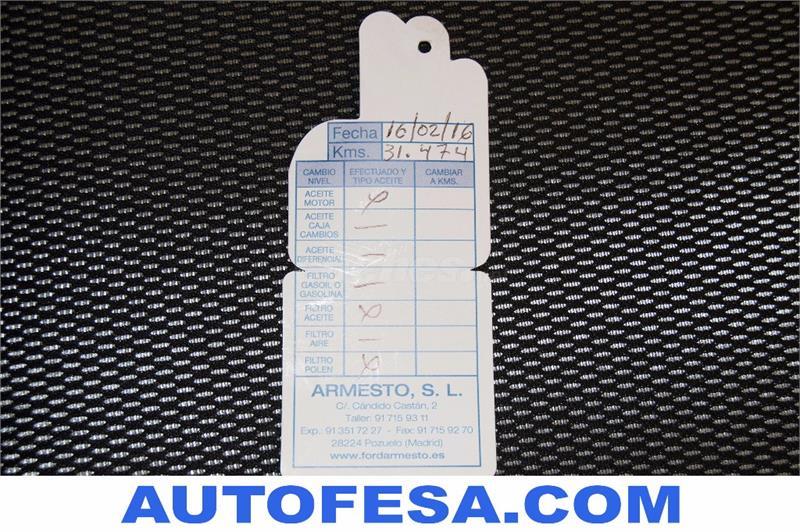 Fecha 16/02/16
Kms. 31.474
CAMBIO NIVEL EFECTUADO Y TIPO ACEITE CAMBIAR A KMS.
ACEITE MOTOR X
ACEITE CAJA CAMBIOS —
ACEITE DIFERENCIAL —
FILTRO GASOIL O GASOLINA —
FILTRO ACEITE X
FILTRO AIRE —
FILTRO POLEN X
ARMESTO, S. L.
C/. Cándido Castán, 2
Taller: 91 715 93 11
Exp.: 91 351 72 27 - Fax: 91 715 92 70
28224 Pozuelo (Madrid)
www.fordarmesto.es
AUTOFESA.COM